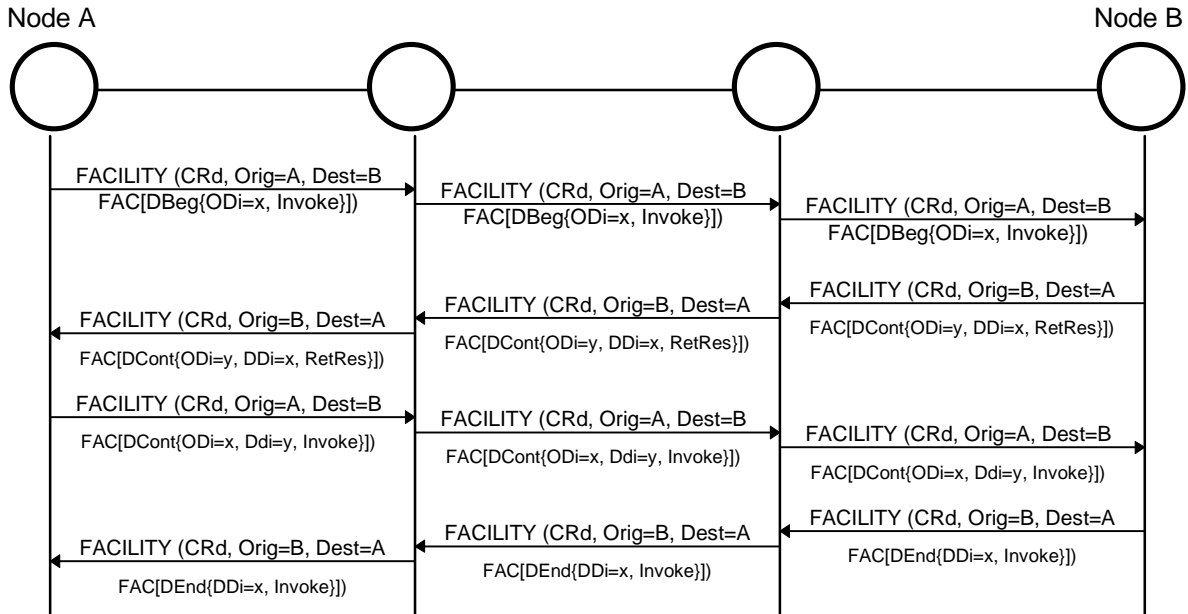 Node A
Node B
FACILITY (CRd, Orig=A, Dest=B
FAC[DBeg{ODi=x, Invoke}])
FACILITY (CRd, Orig=A, Dest=B
FAC[DBeg{ODi=x, Invoke}])
FACILITY (CRd, Orig=A, Dest=B
FAC[DBeg{ODi=x, Invoke}])
FACILITY (CRd, Orig=B, Dest=A
FAC[DCont{ODi=y, DDi=x, RetRes}])
FACILITY (CRd, Orig=B, Dest=A
FAC[DCont{ODi=y, DDi=x, RetRes}])
FACILITY (CRd, Orig=B, Dest=A
FAC[DCont{ODi=y, DDi=x, RetRes}])
FACILITY (CRd, Orig=A, Dest=B
FAC[DCont{ODi=x, Ddi=y, Invoke}])
FACILITY (CRd, Orig=A, Dest=B
FAC[DCont{ODi=x, Ddi=y, Invoke}])
FACILITY (CRd, Orig=A, Dest=B
FAC[DCont{ODi=x, Ddi=y, Invoke}])
FACILITY (CRd, Orig=B, Dest=A
FAC[DEnd{DDi=x, Invoke}])
FACILITY (CRd, Orig=B, Dest=A
FAC[DEnd{DDi=x, Invoke}])
FACILITY (CRd, Orig=B, Dest=A
FAC[DEnd{DDi=x, Invoke}])